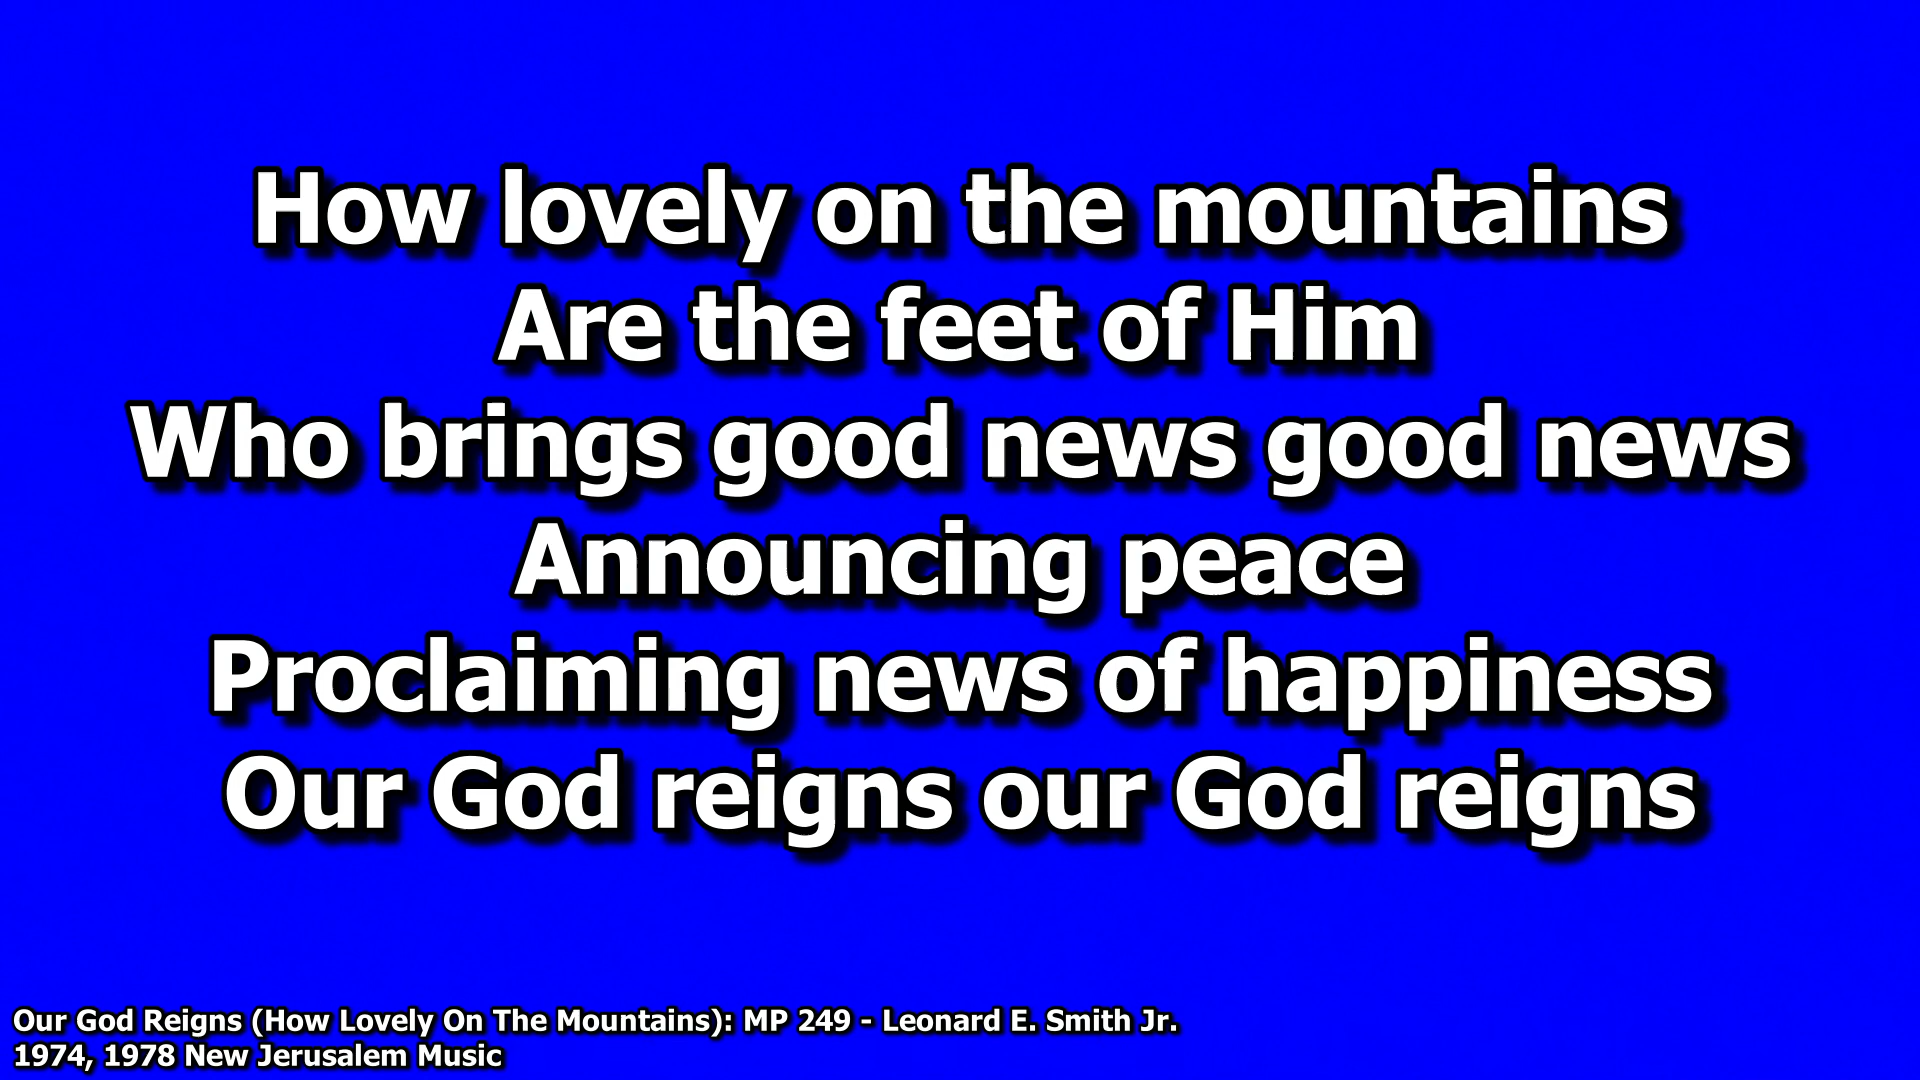 How lovely on the mountains
Are the feet of Him
Who brings good news good news
Announcing peace
Proclaiming news of happiness
Our God reigns our God reigns
Our God Reigns (How Lovely On The Mountains): MP 249 - Leonard E. Smith Jr.
1974, 1978 New Jerusalem Music